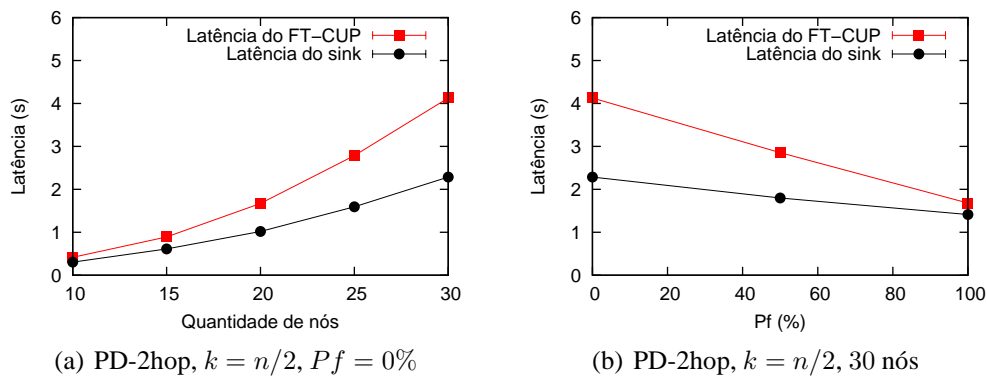 6
5
4
3
2
1
0
Latência (s)
Latência do FT−CUP
Latência do sink
10 15 20 25 30
Quantidade de nós
(a) PD-2hop, k = n/2, Pf = 0%
6
5
4
3
2
1
0
Latência (s)
Latência do FT−CUP
Latência do sink
0 20 40 60 80 100
Pf (%)
(b) PD-2hop, k = n/2, 30 nós